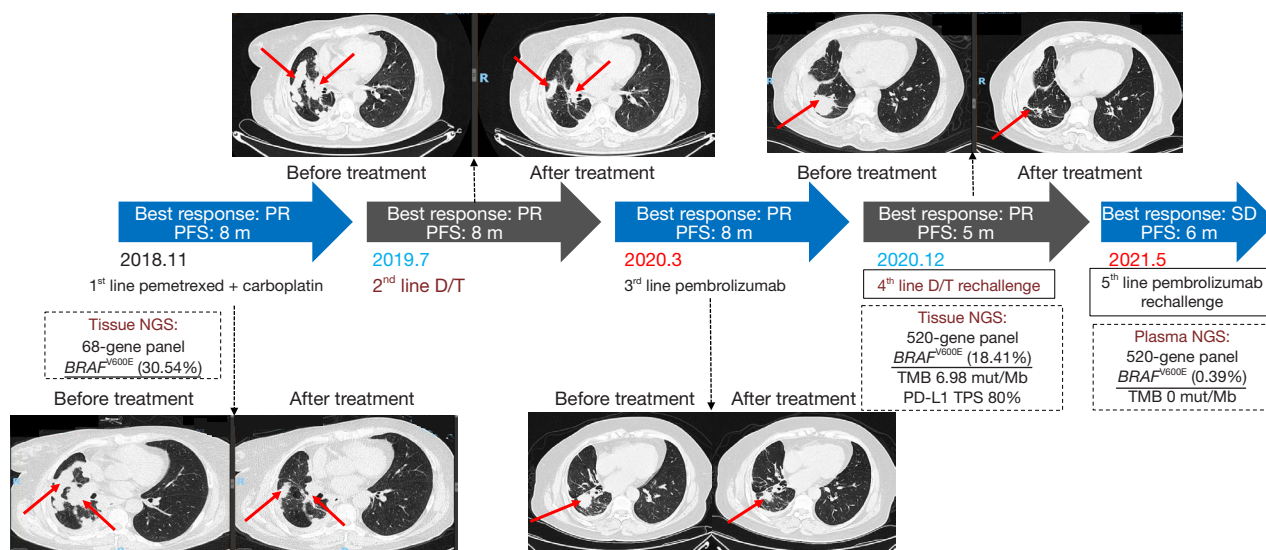 R
R
Before treatment
After treatment
Before treatment
After treatment
Best response: PR
PFS: 8 m
Best response: PR
PFS: 8 m
Best response: PR
PFS: 8 m
Best response: PR
PFS: 5 m
Best response: SD
PFS: 6 m
2018.11
2019.7
2020.3
2020.12
2021.5
1st line pemetrexed + carboplatin
2nd line D/T
3rd line pembrolizumab
4th line D/T rechallenge
5th line pembrolizumab
rechallenge
Tissue NGS:
68-gene panel
BRAFV600E (30.54%)
Tissue NGS:
520-gene panel
BRAFV600E (18.41%)
TMB 6.98 mut/Mb
PD-L1 TPS 80%
Plasma NGS:
520-gene panel
BRAFV600E (0.39%)
TMB 0 mut/Mb
Before treatment
After treatment
Before treatment
After treatment
R
R